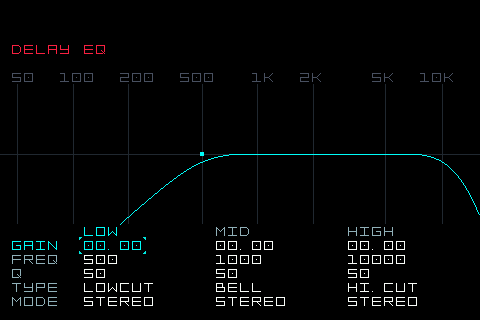 DELAY EQ
50 100 200 500 1K 2K 5K 10K
LOW MID HIGH
GAIN 00.00 00.00 00.00
FREQ 500 1000 10000
Q 50 50 50
TYPE LOWCUT BELL HI.CUT
MODE STEREO STEREO STEREO